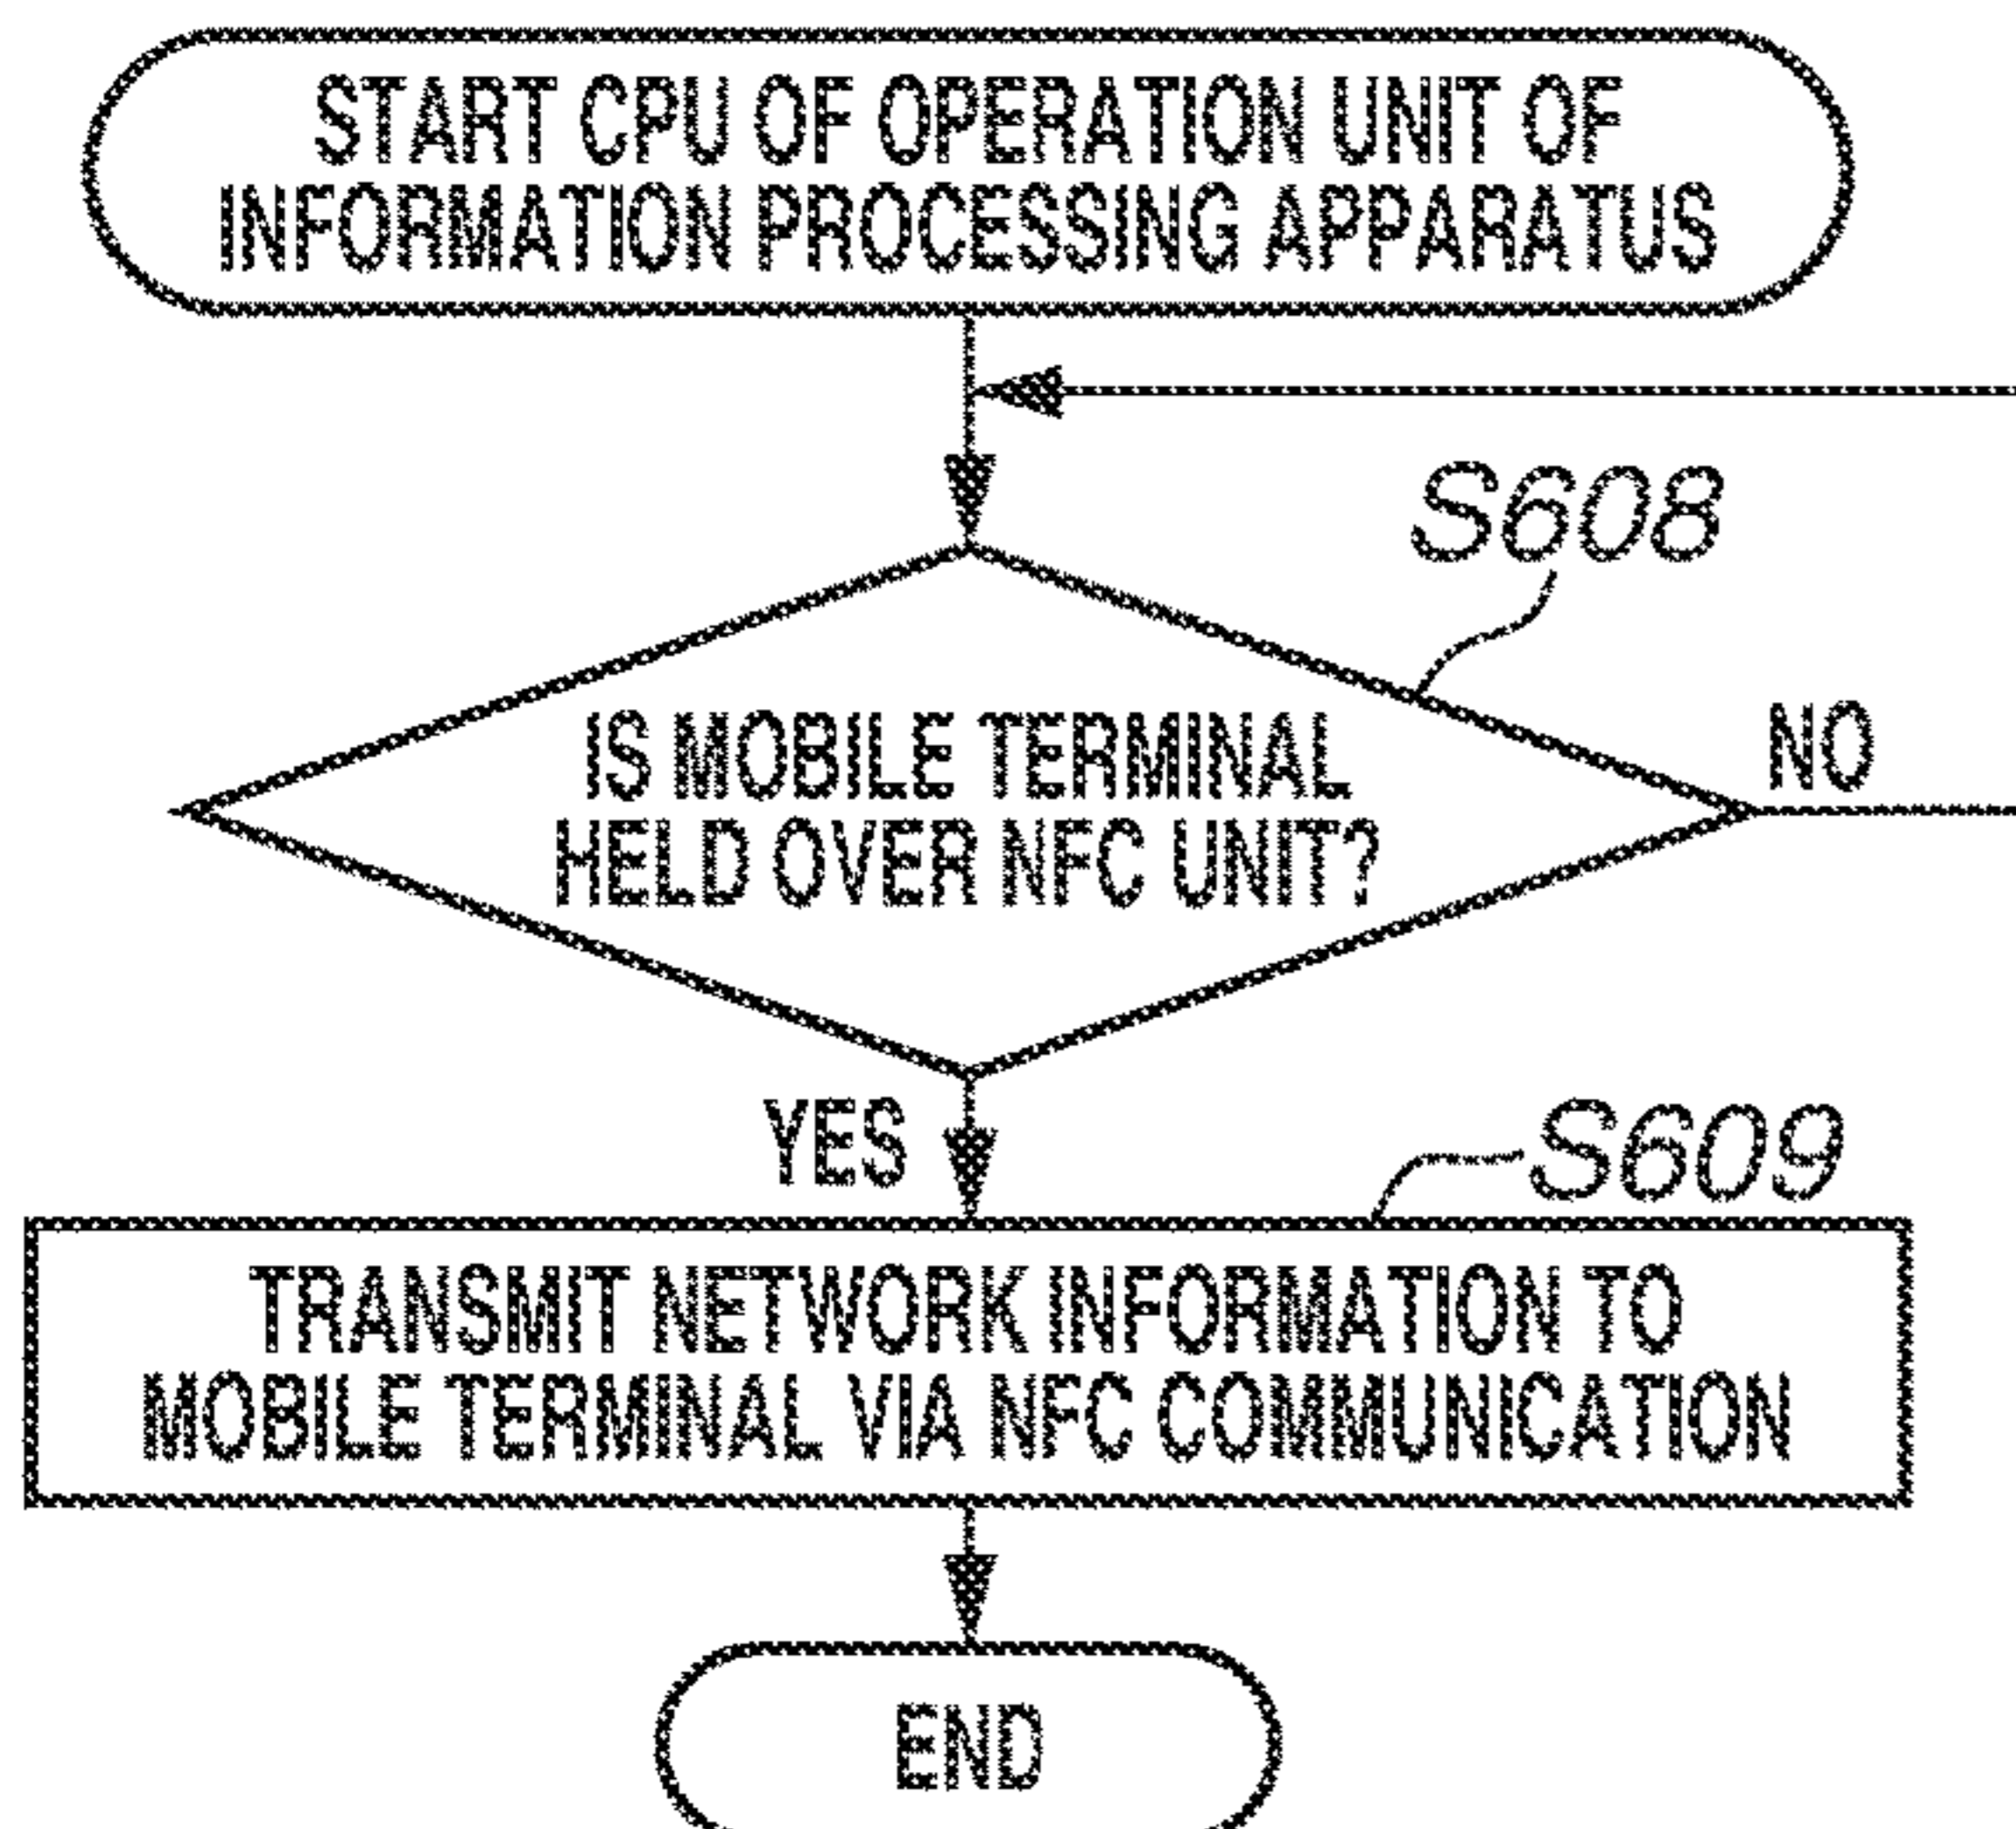 START CPU OF OPERATION UNIT OF
INFORMATION PROCESSING APPARATUS
S608
IS MOBILE TERMINAL
HELD OVER NFC UNIT?
NO
YES
S609
TRANSMIT NETWORK INFORMATION TO
MOBILE TERMINAL VIA NFC COMMUNICATION
END